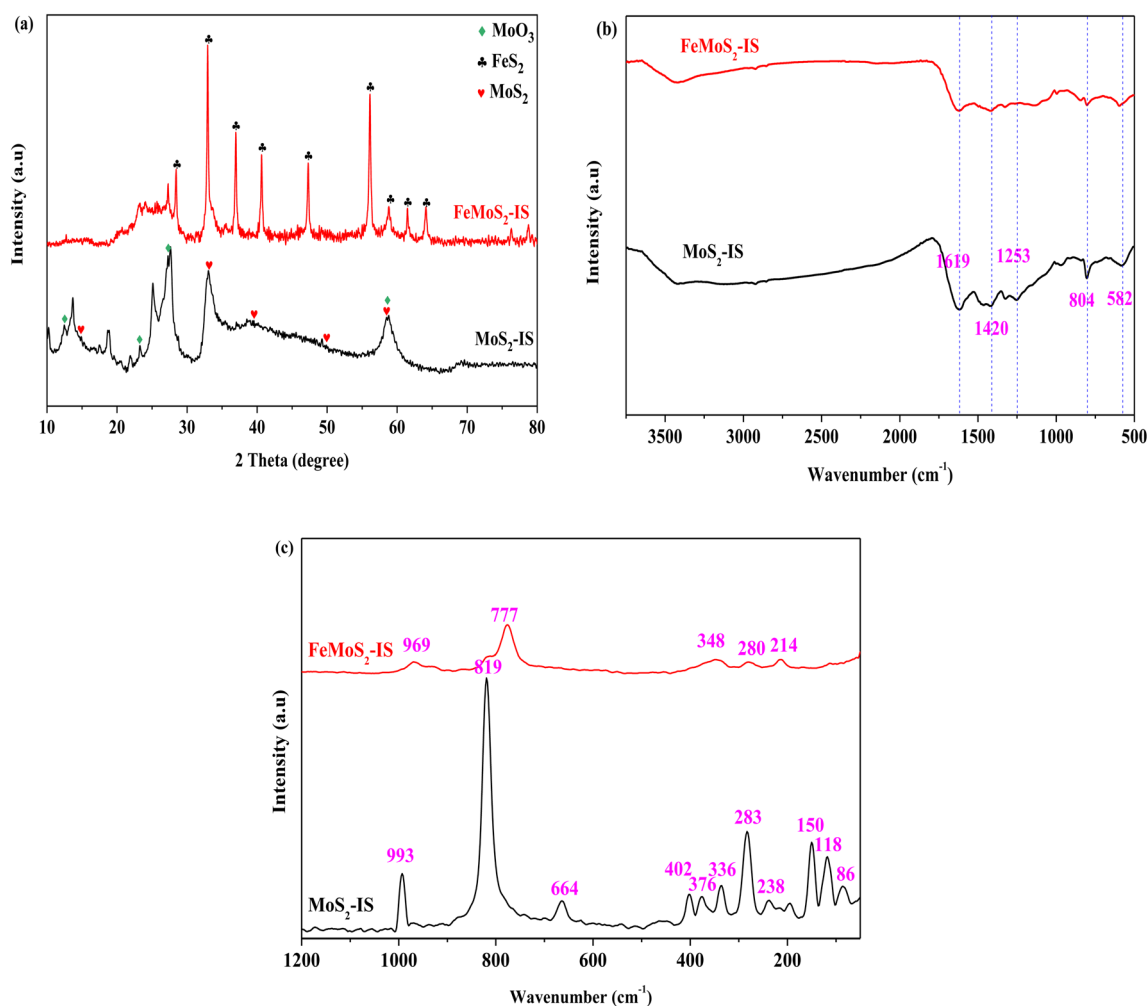 (a)
♦ MoO₃
♣ FeS₂
♥ MoS₂
FeMoS₂-IS
MoS₂-IS
Intensity (a.u)
10 20 30 40 50 60 70 80
2 Theta (degree)
(b)
FeMoS₂-IS
MoS₂-IS
1619 1253
1420
804 582
Intensity (a.u)
3500 3000 2500 2000 1500 1000 500
Wavenumber (cm⁻¹)
(c)
777
969
FeMoS₂-IS
348 280 214
819
993
664
402 376 336 283 238 150 118 86
MoS₂-IS
Intensity (a.u)
1200 1000 800 600 400 200
Wavenumber (cm⁻¹)